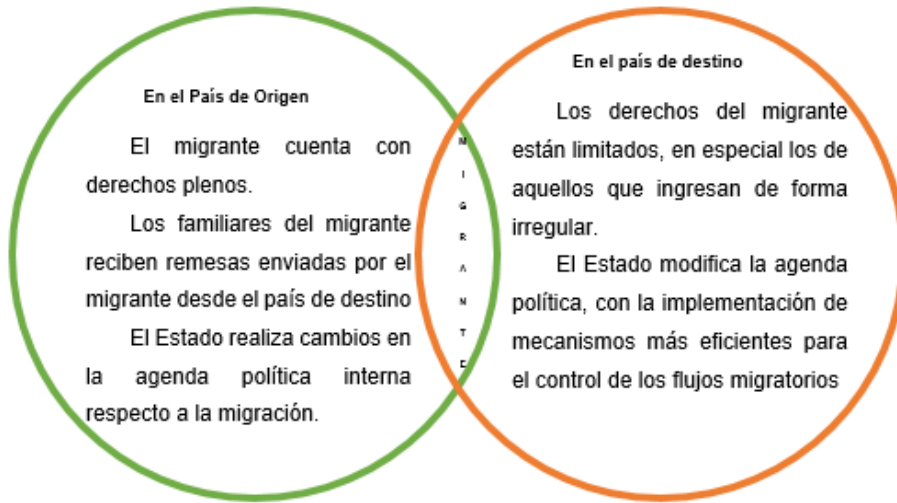 En el País de Origen
El migrante cuenta con
derechos plenos.
Los familiares del migrante
reciben remesas enviadas por el
migrante desde el país de destino
El Estado realiza cambios en
la agenda política interna
respecto a la migración.
M
I
G
R
A
N
T
E
En el país de destino
Los derechos del migrante
están limitados, en especial los de
aquellos que ingresan de forma
irregular.
El Estado modifica la agenda
política, con la implementación de
mecanismos más eficientes para
el control de los flujos migratorios